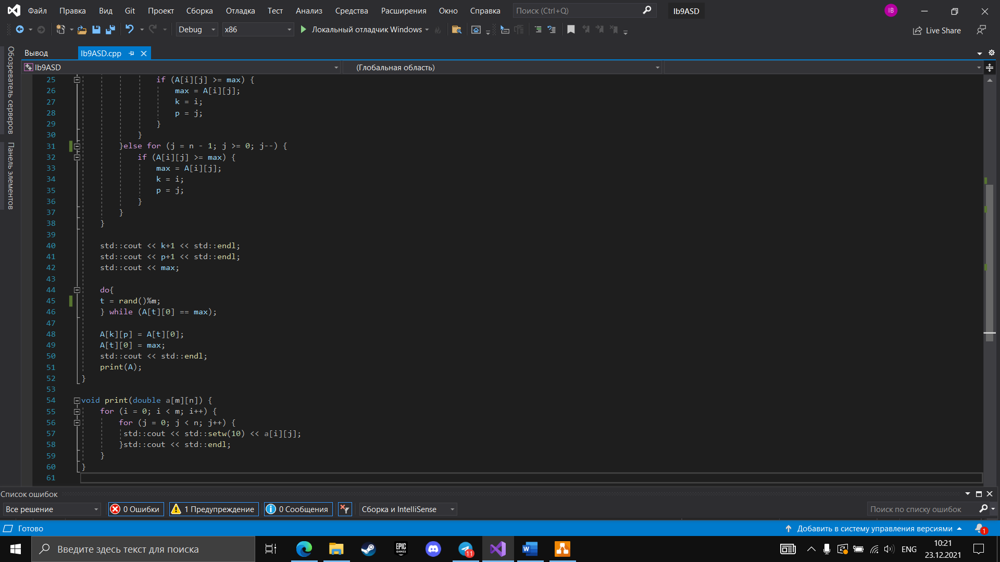 Файл Правка Вид Git Проект Сборка Отладка Тест Анализ Средства Расширения Окно Справка Поиск (Ctrl+Q) lb9ASD IB
Debug x86 Локальный отладчик Windows Live Share
Обозреватель серверов
Панель элементов
Вывод lb9ASD.cpp
lb9ASD (Глобальная область)
25 if (A[i][j] >= max) {
26 max = A[i][j];
27 k = i;
28 p = j;
29 }
30 }
31 }else for (j = n - 1; j >= 0; j--) {
32 if (A[i][j] >= max) {
33 max = A[i][j];
34 k = i;
35 p = j;
36 }
37 }
38 }
39
40 std::cout << k+1 << std::endl;
41 std::cout << p+1 << std::endl;
42 std::cout << max;
43
44 do{
45 t = rand()%m;
46 } while (A[t][0] == max);
47
48 A[k][p] = A[t][0];
49 A[t][0] = max;
50 std::cout << std::endl;
51 print(A);
52 }
53
54 void print(double a[m][n]) {
55 for (i = 0; i < m; i++) {
56 for (j = 0; j < n; j++) {
57 std::cout << std::setw(10) << a[i][j];
58 }std::cout << std::endl;
59 }
60 }
61
Список ошибок
Все решение 0 Ошибки 1 Предупреждение 0 Сообщения Сборка и IntelliSense Поиск по списку ошибок
Готово Добавить в систему управления версиями 1
Введите здесь текст для поиска EPIC GAMES 11 W ENG 10:21
23.12.2021